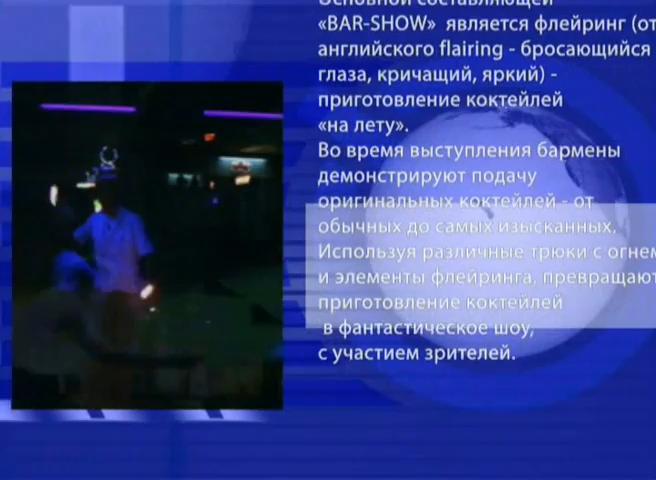 Основной составляющей
«BAR-SHOW» является флейринг (от
английского flairing - бросающийся
глаза, кричащий, яркий) -
приготовление коктейлей
«на лету».
Во время выступления бармены
демонстрируют подачу
оригинальных коктейлей - от
обычных до самых изысканных.
Используя различные трюки с огнем
и элементы флейринга, превращают
приготовление коктейлей
в фантастическое шоу,
с участием зрителей.